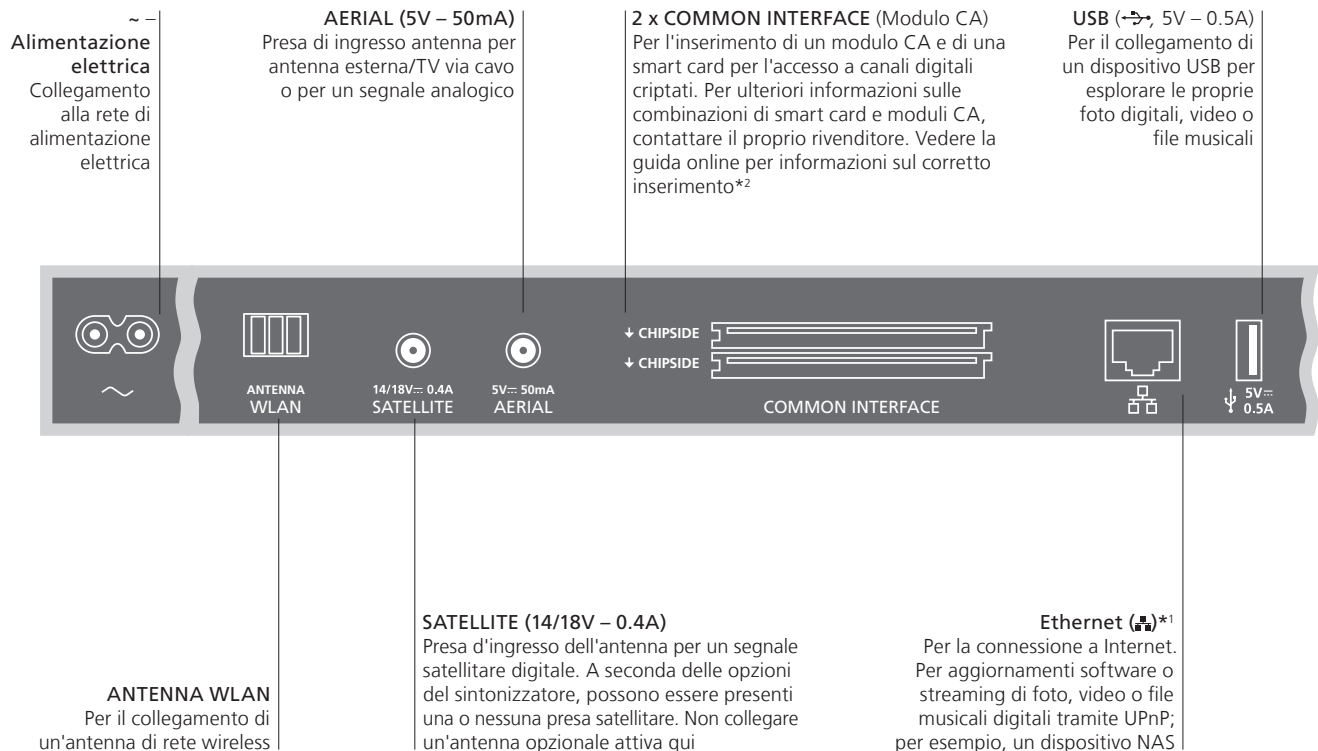 ~ –
Alimentazione
elettrica
Collegamento
alla rete di
alimentazione
elettrica
AERIAL (5V – 50mA)
Presa di ingresso antenna per
antenna esterna/TV via cavo
o per un segnale analogico
2 x COMMON INTERFACE (Modulo CA)
Per l'inserimento di un modulo CA e di una
smart card per l'accesso a canali digitali
criptati. Per ulteriori informazioni sulle
combinazioni di smart card e moduli CA,
contattare il proprio rivenditore. Vedere la
guida online per informazioni sul corretto
inserimento*2
USB (, 5V – 0.5A)
Per il collegamento di
un dispositivo USB per
esplorare le proprie
foto digitali, video o
file musicali
~
ANTENNA
WLAN
14/18V⎓ 0.4A
SATELLITE
5V⎓ 50mA
AERIAL
↓ CHIPSIDE
↓ CHIPSIDE
COMMON INTERFACE
5V⎓
0.5A
ANTENNA WLAN
Per il collegamento di
un'antenna di rete wireless
SATELLITE (14/18V – 0.4A)
Presa d'ingresso dell'antenna per un segnale
satellitare digitale. A seconda delle opzioni
del sintonizzatore, possono essere presenti
una o nessuna presa satellitare. Non collegare
un'antenna opzionale attiva qui
Ethernet ()*1
Per la connessione a Internet.
Per aggiornamenti software o
streaming di foto, video o file
musicali digitali tramite UPnP;
per esempio, un dispositivo NAS